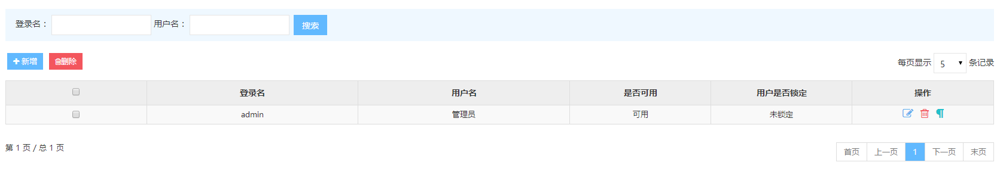 登录名： 用户名： 搜索
新增 删除 每页显示 5 条记录
登录名 用户名 是否可用 用户是否锁定 操作
admin 管理员 可用 未锁定
第 1 页 / 总 1 页 首页 上一页 1 下一页 末页